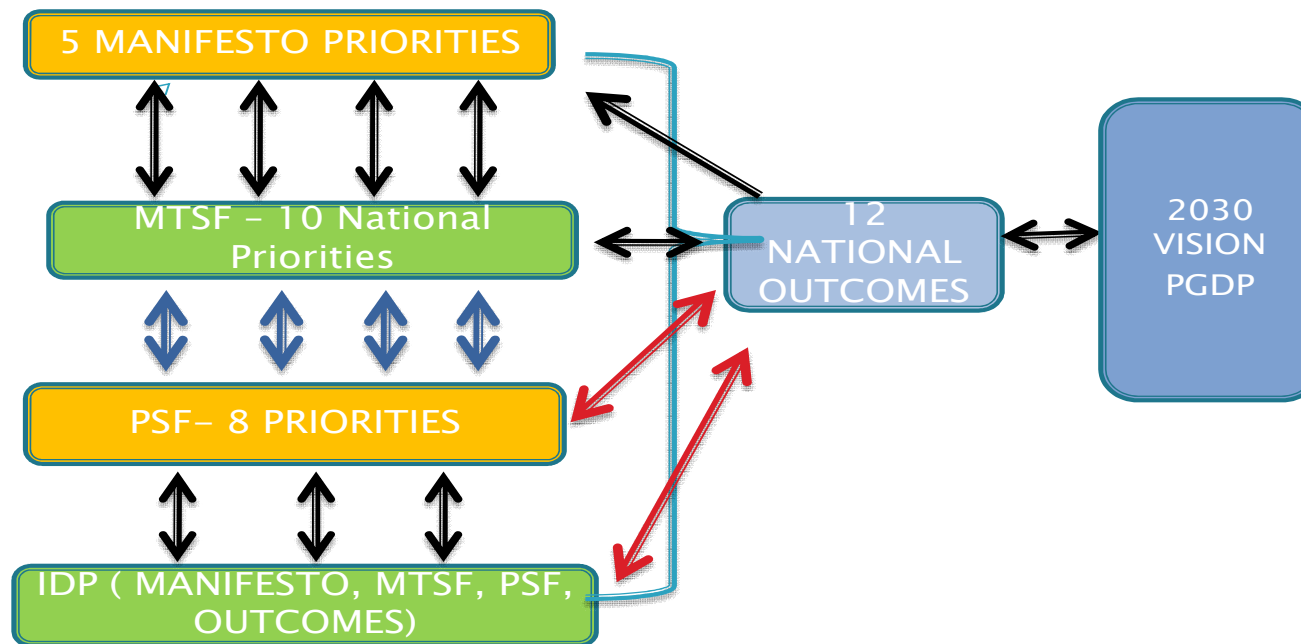 5 MANIFESTO PRIORITIES
MTSF – 10 National
Priorities
PSF– 8 PRIORITIES
IDP ( MANIFESTO, MTSF, PSF,
OUTCOMES)
12
NATIONAL
OUTCOMES
2030
VISION
PGDP